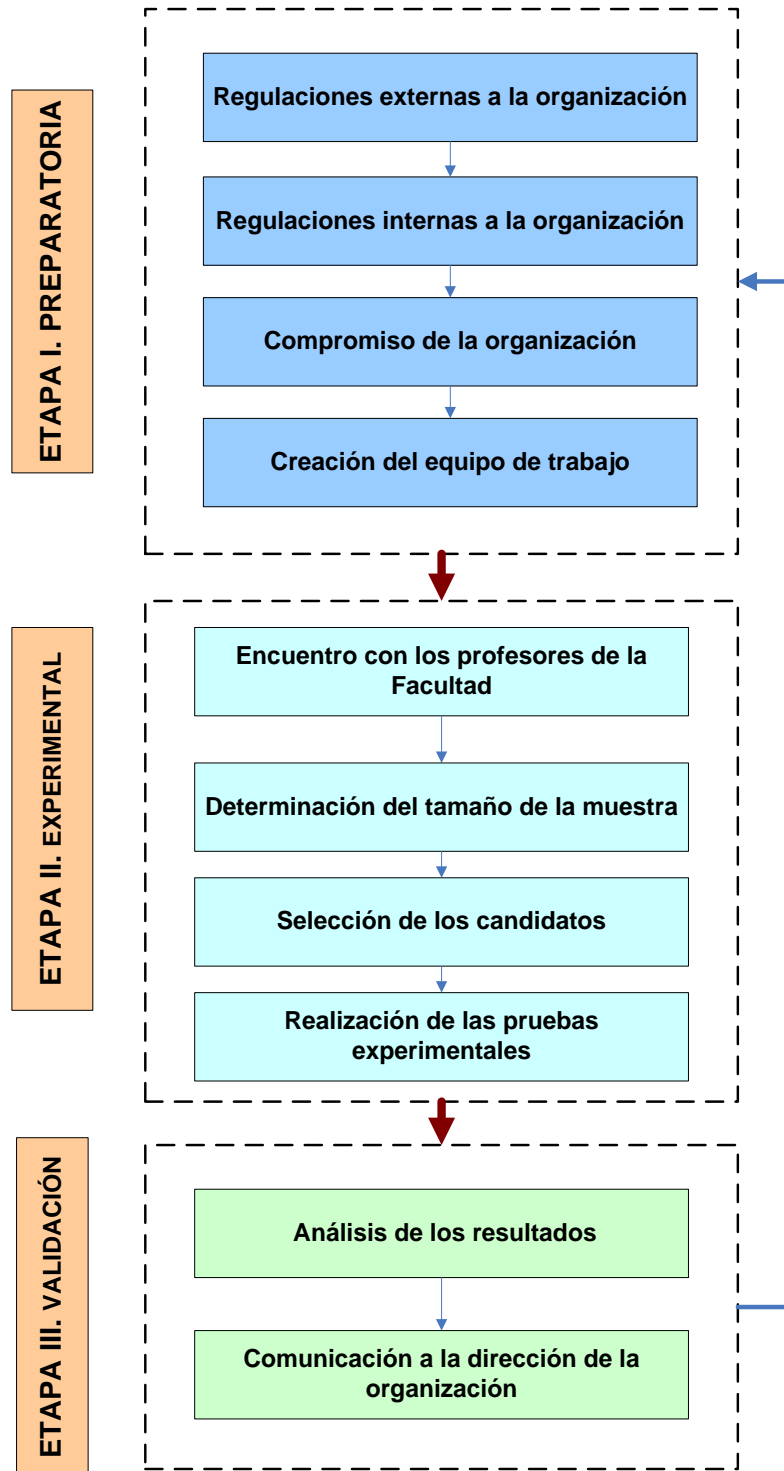 ETAPA I. PREPARATORIA
Regulaciones externas a la organización
Regulaciones internas a la organización
Compromiso de la organización
Creación del equipo de trabajo
ETAPA II. EXPERIMENTAL
Encuentro con los profesores de la
Facultad
Determinación del tamaño de la muestra
Selección de los candidatos
Realización de las pruebas
experimentales
ETAPA III. VALIDACIÓN
Análisis de los resultados
Comunicación a la dirección de la
organización